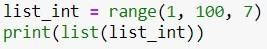 list_int = range(1, 100, 7)
print(list(list_int))